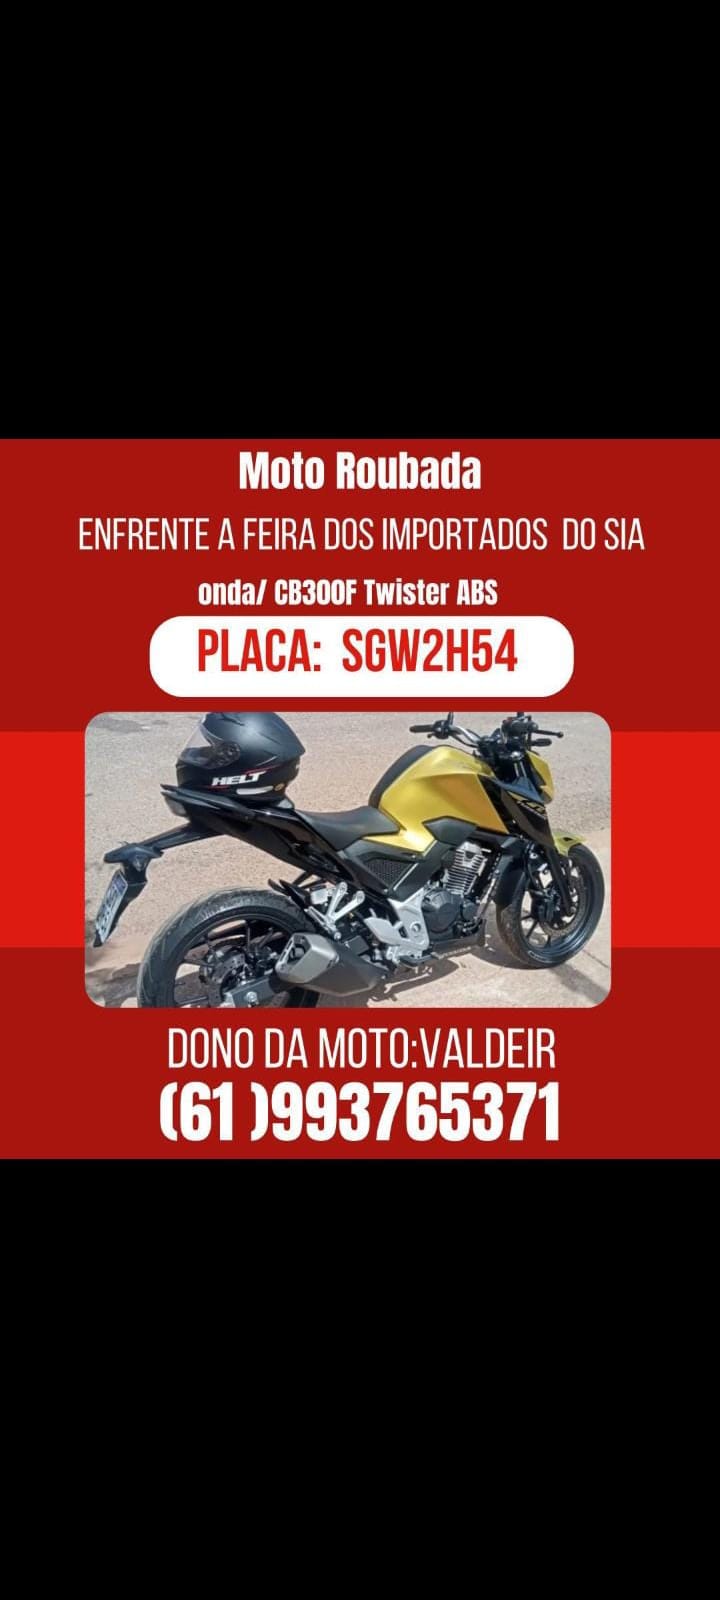 Moto Roubada
ENFRENTE A FEIRA DOS IMPORTADOS DO SIA
onda/ CB300F Twister ABS
PLACA: SGW2H54
HELT
DONO DA MOTO:VALDEIR
(61 )993765371